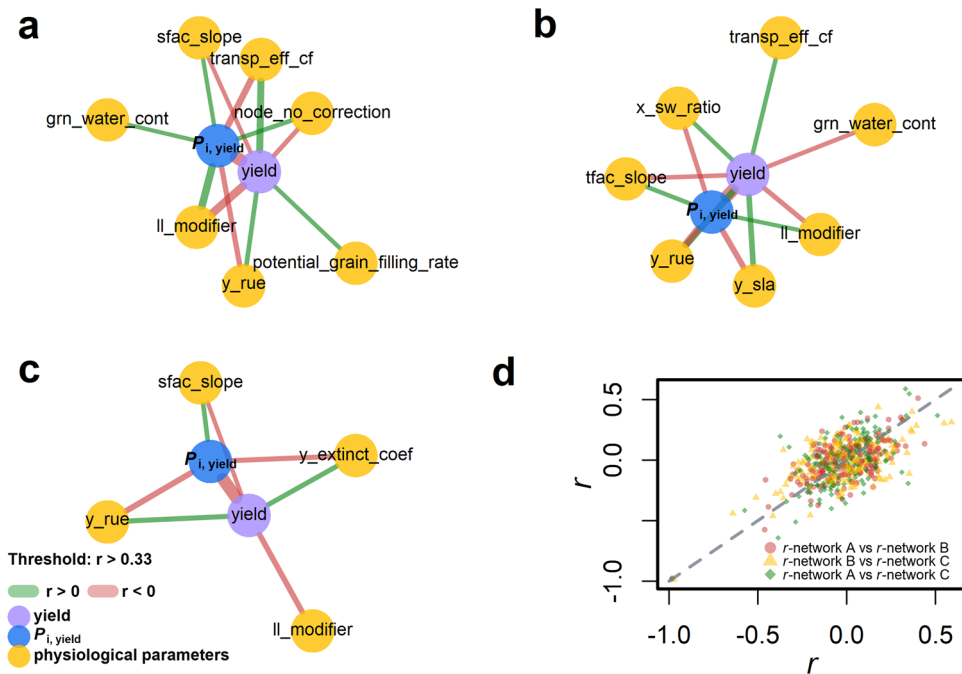 a
sfac_slope
transp_eff_cf
grn_water_cont
node_no_correction
Pi, yield
yield
ll_modifier
potential_grain_filling_rate
y_rue
b
transp_eff_cf
x_sw_ratio
grn_water_cont
yield
tfac_slope
Pi, yield
ll_modifier
y_rue
y_sla
c
sfac_slope
Pi, yield
y_extinct_coef
y_rue
yield
ll_modifier
Threshold: r > 0.33
r > 0 r < 0
yield
Pi, yield
physiological parameters
d
0.5
0.0
-1.0
r
r-network A vs r-network B
r-network B vs r-network C
r-network A vs r-network C
-1.0 -0.5 0.0 0.5
r